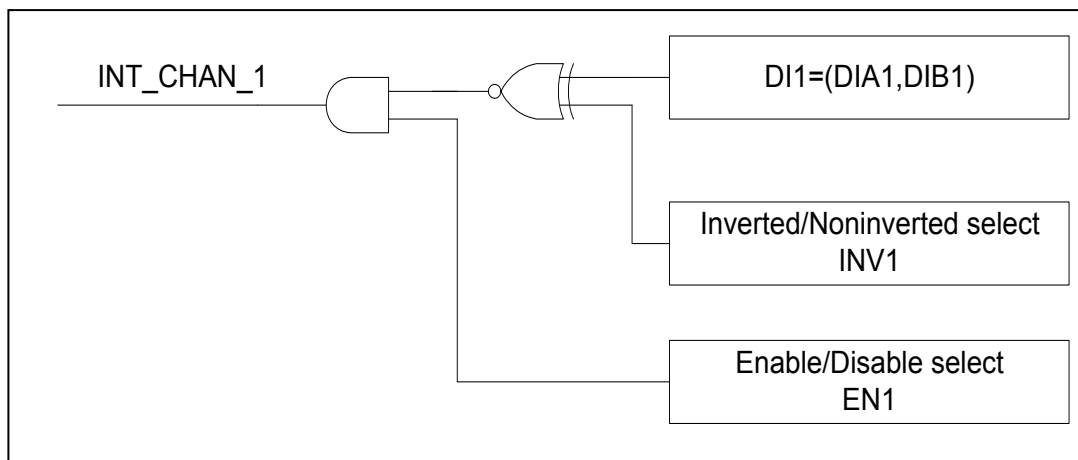 INT_CHAN_1
DI1=(DIA1,DIB1)
Inverted/Noninverted select
INV1
Enable/Disable select
EN1